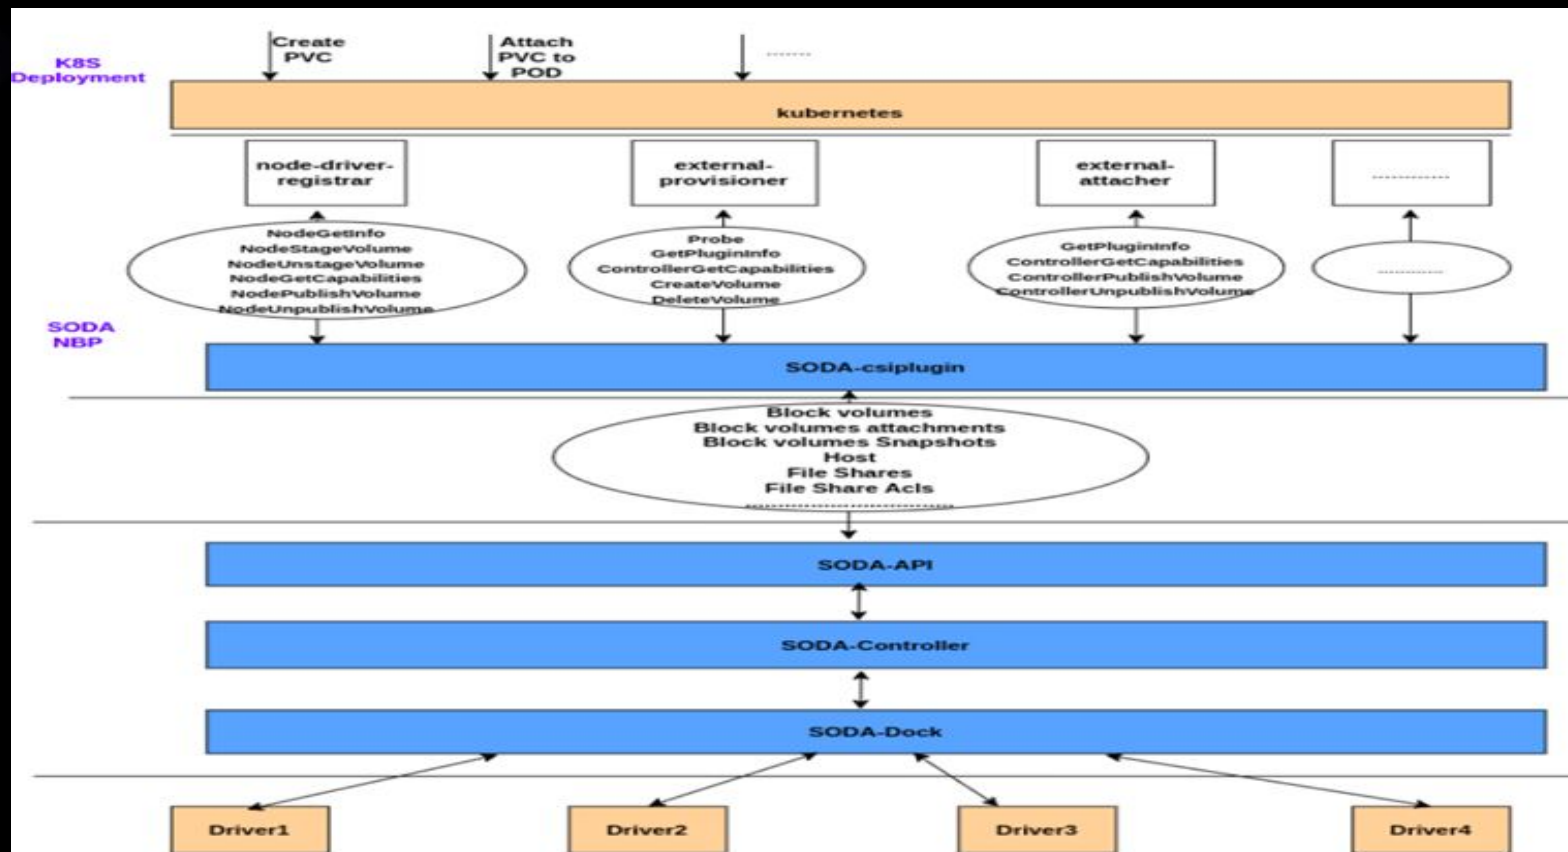 Create
PVC
Attach
PVC to
POD
-------
K8S
Deployment
kubernetes
node-driver-
registrar
external-
provisioner
external-
attacher
------------
NodeGetInfo
NodeStageVolume
NodeUnstageVolume
NodeGetCapabilities
NodePublishVolume
NodeUnpublishVolume
Probe
GetPluginInfo
ControllerGetCapabilities
CreateVolume
DeleteVolume
GetPluginInfo
ControllerGetCapabilities
ControllerPublishVolume
ControllerUnpublishVolume
------------
SODA
NBP
SODA-csiplugin
Block volumes
Block volumes attachments
Block volumes Snapshots
Host
File Shares
File Share Acls
--------------------------------
SODA-API
SODA-Controller
SODA-Dock
Driver1
Driver2
Driver3
Driver4